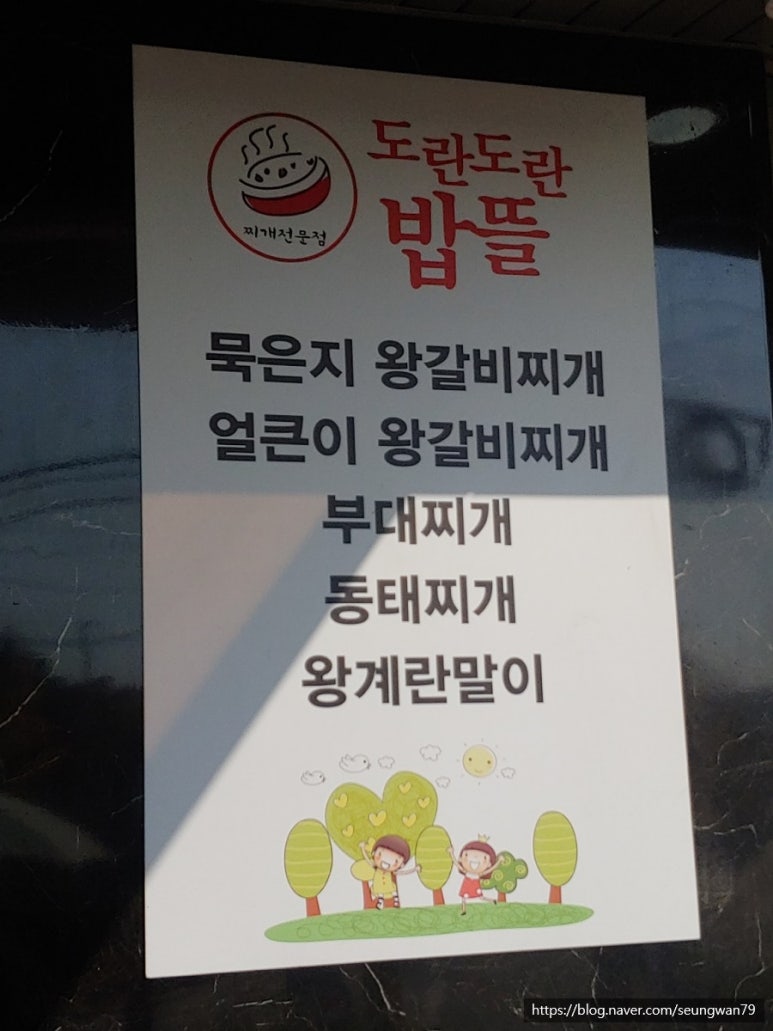 찌개전문점
도란도란
밥뜰
묵은지 왕갈비찌개
얼큰이 왕갈비찌개
부대찌개
동태찌개
왕계란말이
https://blog.naver.com/seungwan79